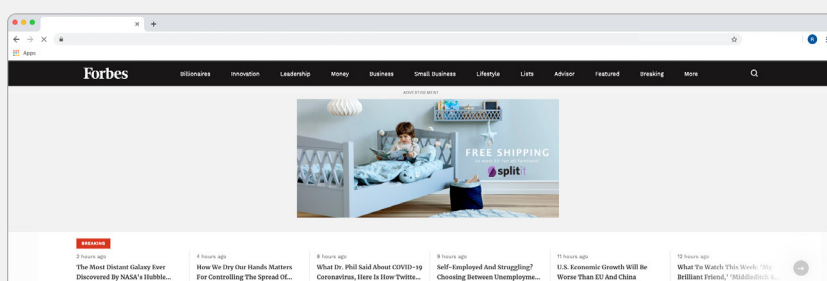 Apps
Forbes Billionaires Innovation Leadership Money Business Small Business Lifestyle Lists Advisor Featured Breaking More
ADVERTISEMENT
FREE SHIPPING
splitit
BREAKING
3 hours ago
The Most Distant Galaxy Ever
Discovered By NASA's Hubble...
4 hours ago
How We Dry Our Hands Matters
For Controlling The Spread Of...
9 hours ago
What Dr. Phil Said About COVID-19
Coronavirus, Here Is How Twitte...
9 hours ago
Self-Employed And Struggling?
Choosing Between Unemployme...
11 hours ago
U.S. Economic Growth Will Be
Worse Than EU And China
12 hours ago
What To Watch This Week: 'My
Brilliant Friend,' 'Middleditch &...